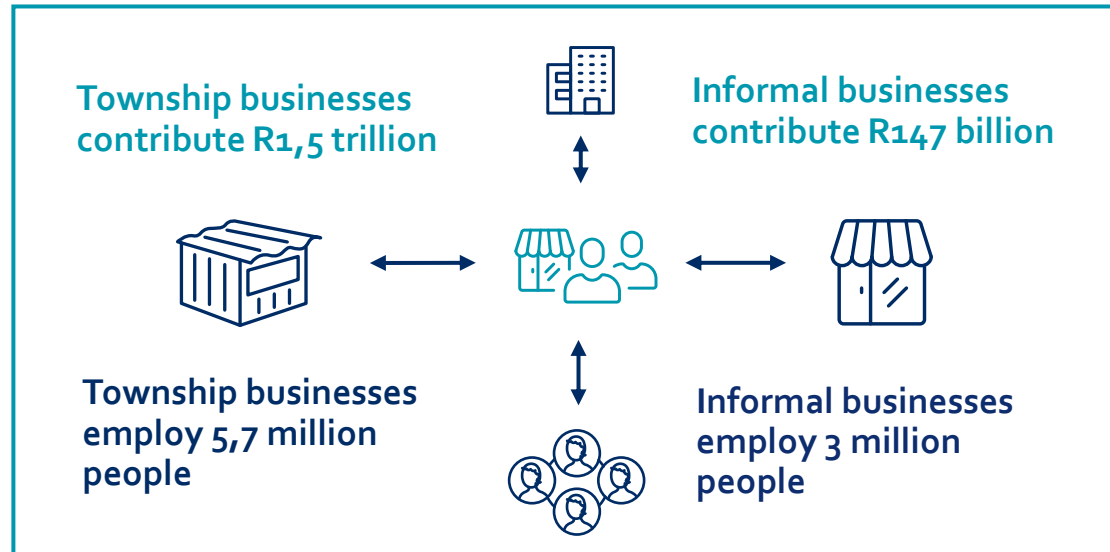 Township businesses
contribute R1,5 trillion
Informal businesses
contribute R147 billion
Township businesses
employ 5,7 million
people
Informal businesses
employ 3 million
people